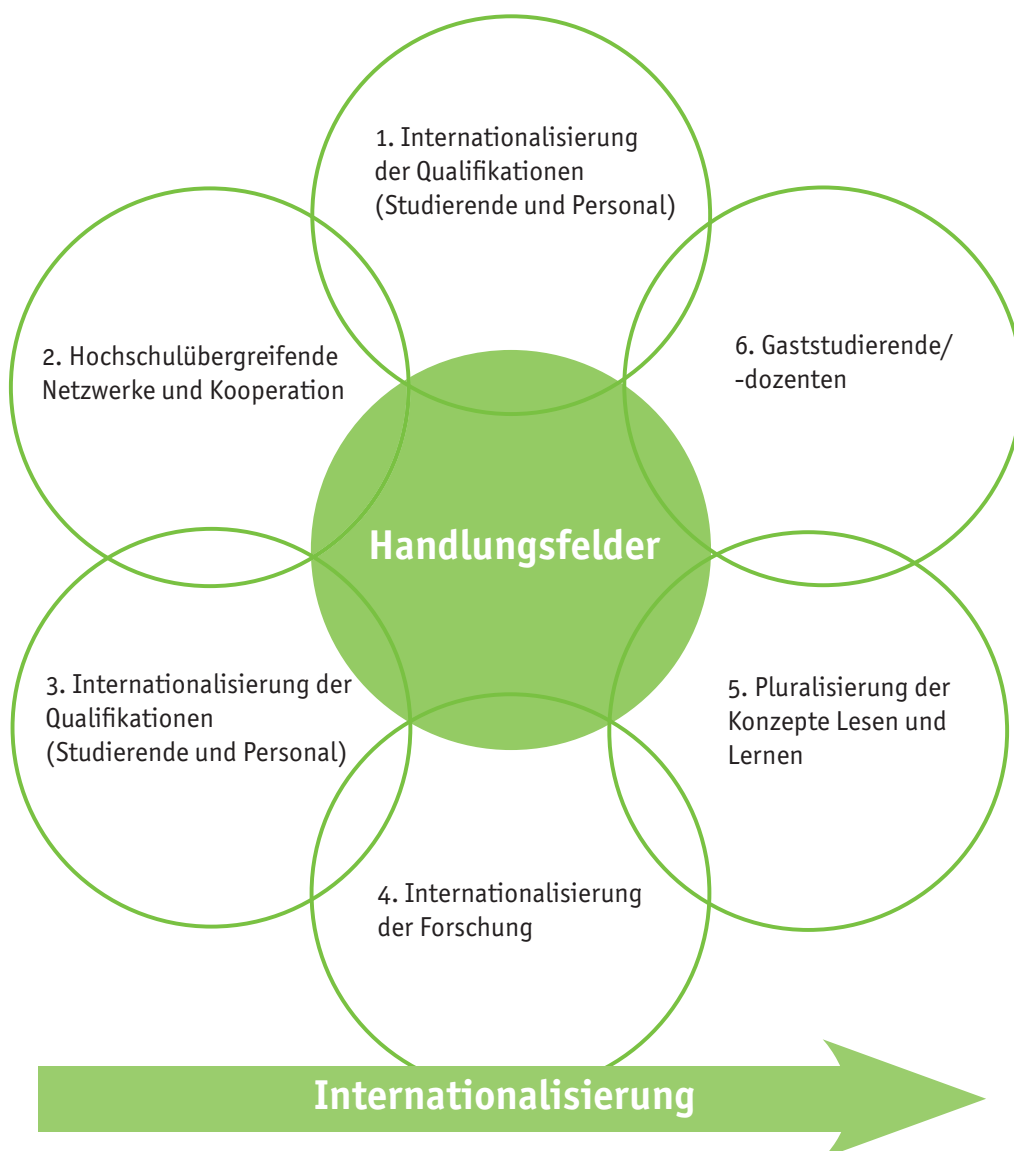 1. Internationalisierung
der Qualifikationen
(Studierende und Personal)
2. Hochschulübergreifende
Netzwerke und Kooperation
3. Internationalisierung der
Qualifikationen
(Studierende und Personal)
4. Internationalisierung
der Forschung
5. Pluralisierung der
Konzepte Lesen und
Lernen
6. Gaststudierende/
-dozenten
Handlungsfelder
Internationalisierung